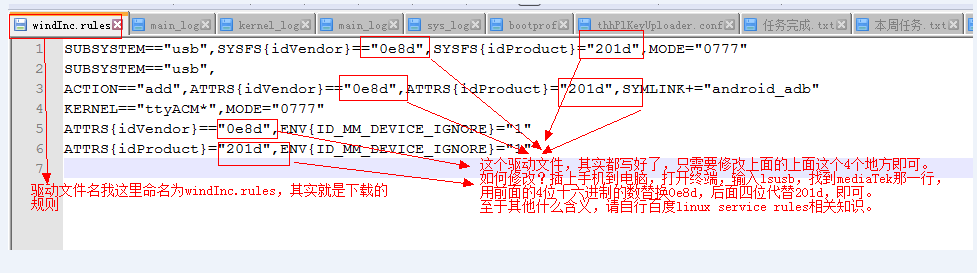 windInc.rules main_log kernel_log main_log sys_log bootprof thhPlKeyUploader.conf 任务完成.txt 本周任务.txt
1 SUBSYSTEM=="usb",SYSFS{idVendor}=="0e8d",SYSFS{idProduct}="201d",MODE="0777"
2 SUBSYSTEM=="usb",
3 ACTION=="add",ATTRS{idVendor}=="0e8d",ATTRS{idProduct}="201d",SYMLINK+="android_adb"
4 KERNEL=="ttyACM*",MODE="0777"
5 ATTRS{idVendor}=="0e8d",ENV{ID_MM_DEVICE_IGNORE}="1"
6 ATTRS{idProduct}="201d",ENV{ID_MM_DEVICE_IGNORE}="1"
7
这个驱动文件，其实都写好了，只需要修改上面的上面这个4个地方即可。
如何修改？插上手机到电脑，打开终端，输入lsusb，找到mediaTek那一行，
用前面的4位十六进制的数替换0e8d，后面四位代替201d，即可。
至于其他什么含义，请自行百度linux service rules相关知识。
驱动文件名我这里命名为windInc.rules，其实就是下载的
规则